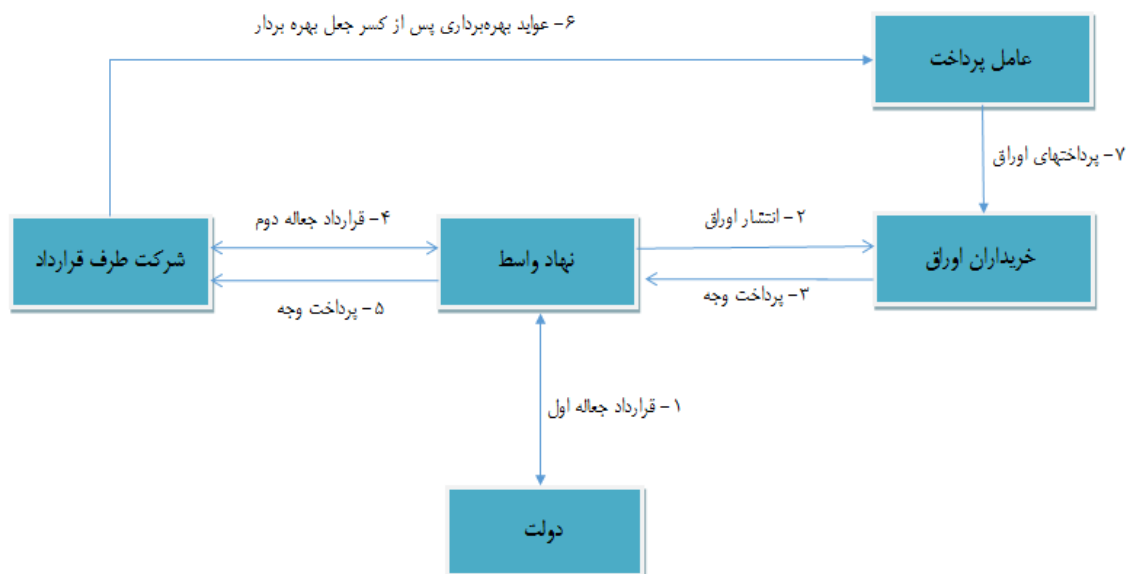 ۶- عواید بهره‌برداری پس از کسر جعل بهره بردار
عامل پرداخت
۷- پرداختهای اوراق
شرکت طرف قرارداد
۴- قرارداد جعاله دوم
نهاد واسط
۲- انتشار اوراق
خریداران اوراق
۵- پرداخت وجه
۳- پرداخت وجه
۱- قرارداد جعاله اول
دولت